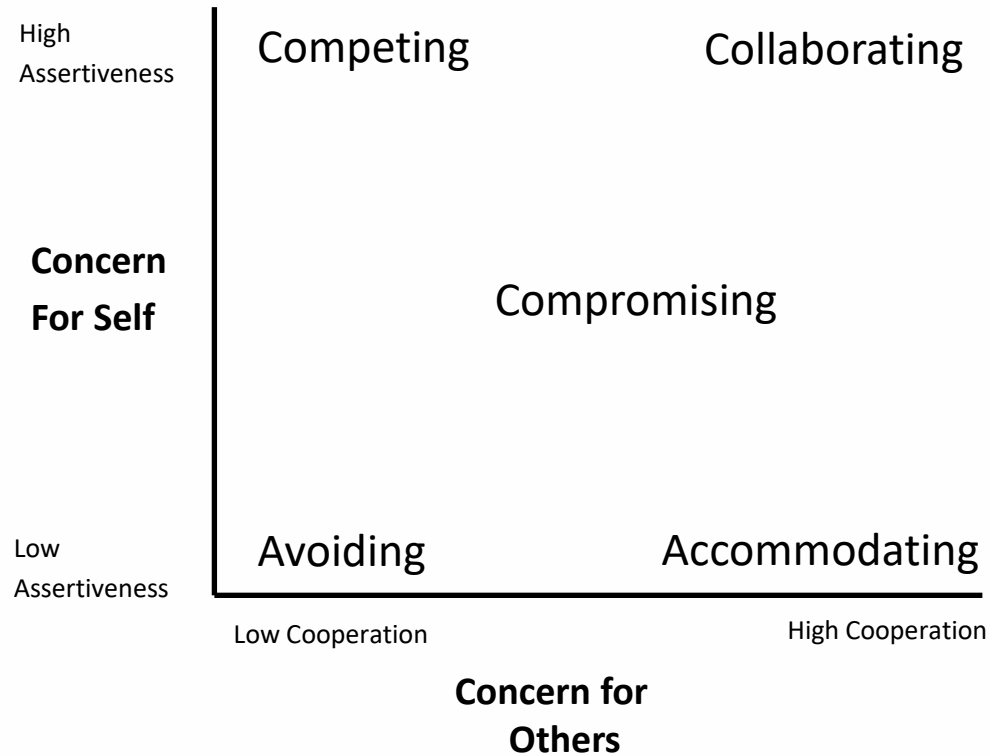 High
Assertiveness
Competing
Collaborating
Concern
For Self
Compromising
Low
Assertiveness
Avoiding
Accommodating
Low Cooperation
High Cooperation
Concern for
Others